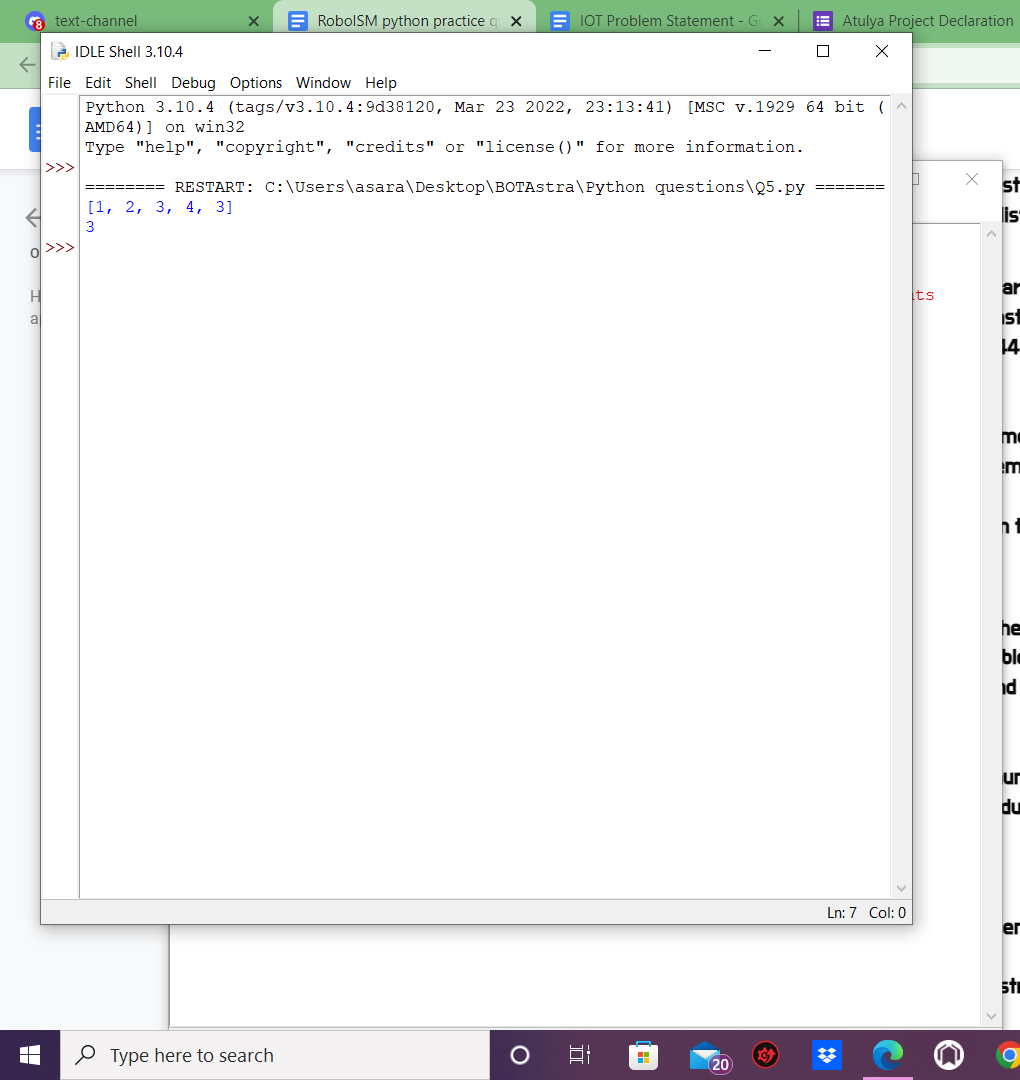 text-channel
RoboISM python practice q
IOT Problem Statement - Go
Atulya Project Declaration
IDLE Shell 3.10.4
File Edit Shell Debug Options Window Help
Python 3.10.4 (tags/v3.10.4:9d38120, Mar 23 2022, 23:13:41) [MSC v.1929 64 bit (
AMD64)] on win32
Type "help", "copyright", "credits" or "license()" for more information.
>>>
======== RESTART: C:\Users\asara\Desktop\BOTAstra\Python questions\Q5.py =======
[1, 2, 3, 4, 3]
3
>>>
Ln: 7 Col: 0
Type here to search
20